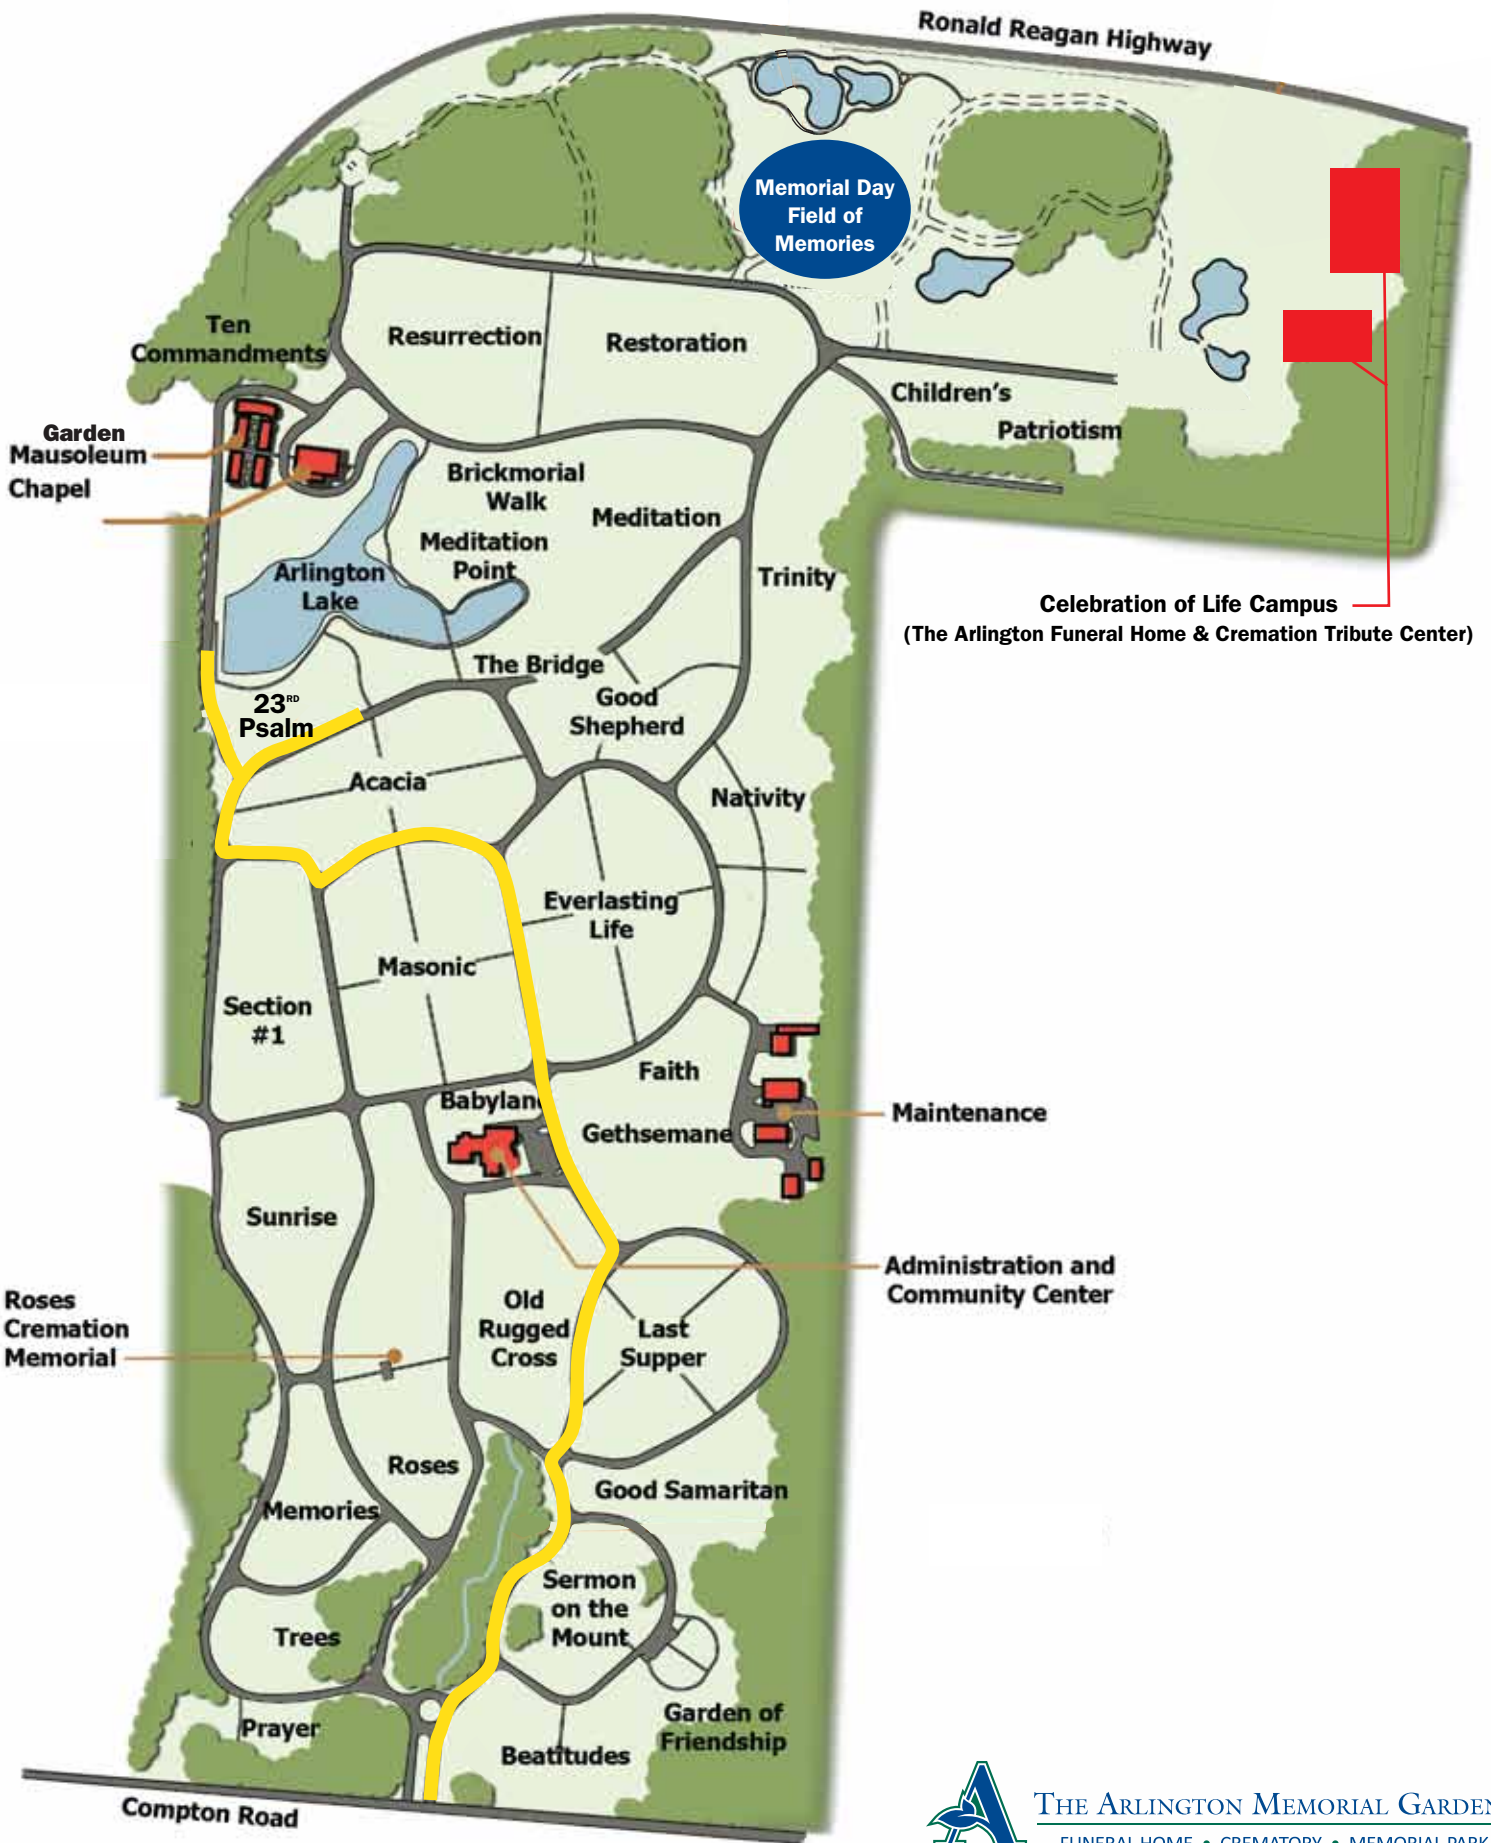 Ronald Reagan Highway
Memorial Day
Field of
Memories
Ten
Commandments
Resurrection
Restoration
Children's
Patriotism
Garden
Mausoleum
Chapel
Brickmorial
Walk
Meditation
Meditation
Point
Arlington
Lake
Trinity
Celebration of Life Campus
(The Arlington Funeral Home & Cremation Tribute Center)
The Bridge
23RD
Psalm
Good
Shepherd
Acacia
Nativity
Everlasting
Life
Masonic
Section
#1
Faith
Babylan
Gethsemane
Maintenance
Sunrise
Administration and
Community Center
Roses
Cremation
Memorial
Old
Rugged
Cross
Last
Supper
Roses
Good Samaritan
Memories
Sermon
on the
Mount
Trees
Prayer
Garden of
Friendship
Beatitudes
Compton Road
THE ARLINGTON MEMORIAL GARDEN
FUNERAL HOME • CREMATORY • MEMORIAL PARK